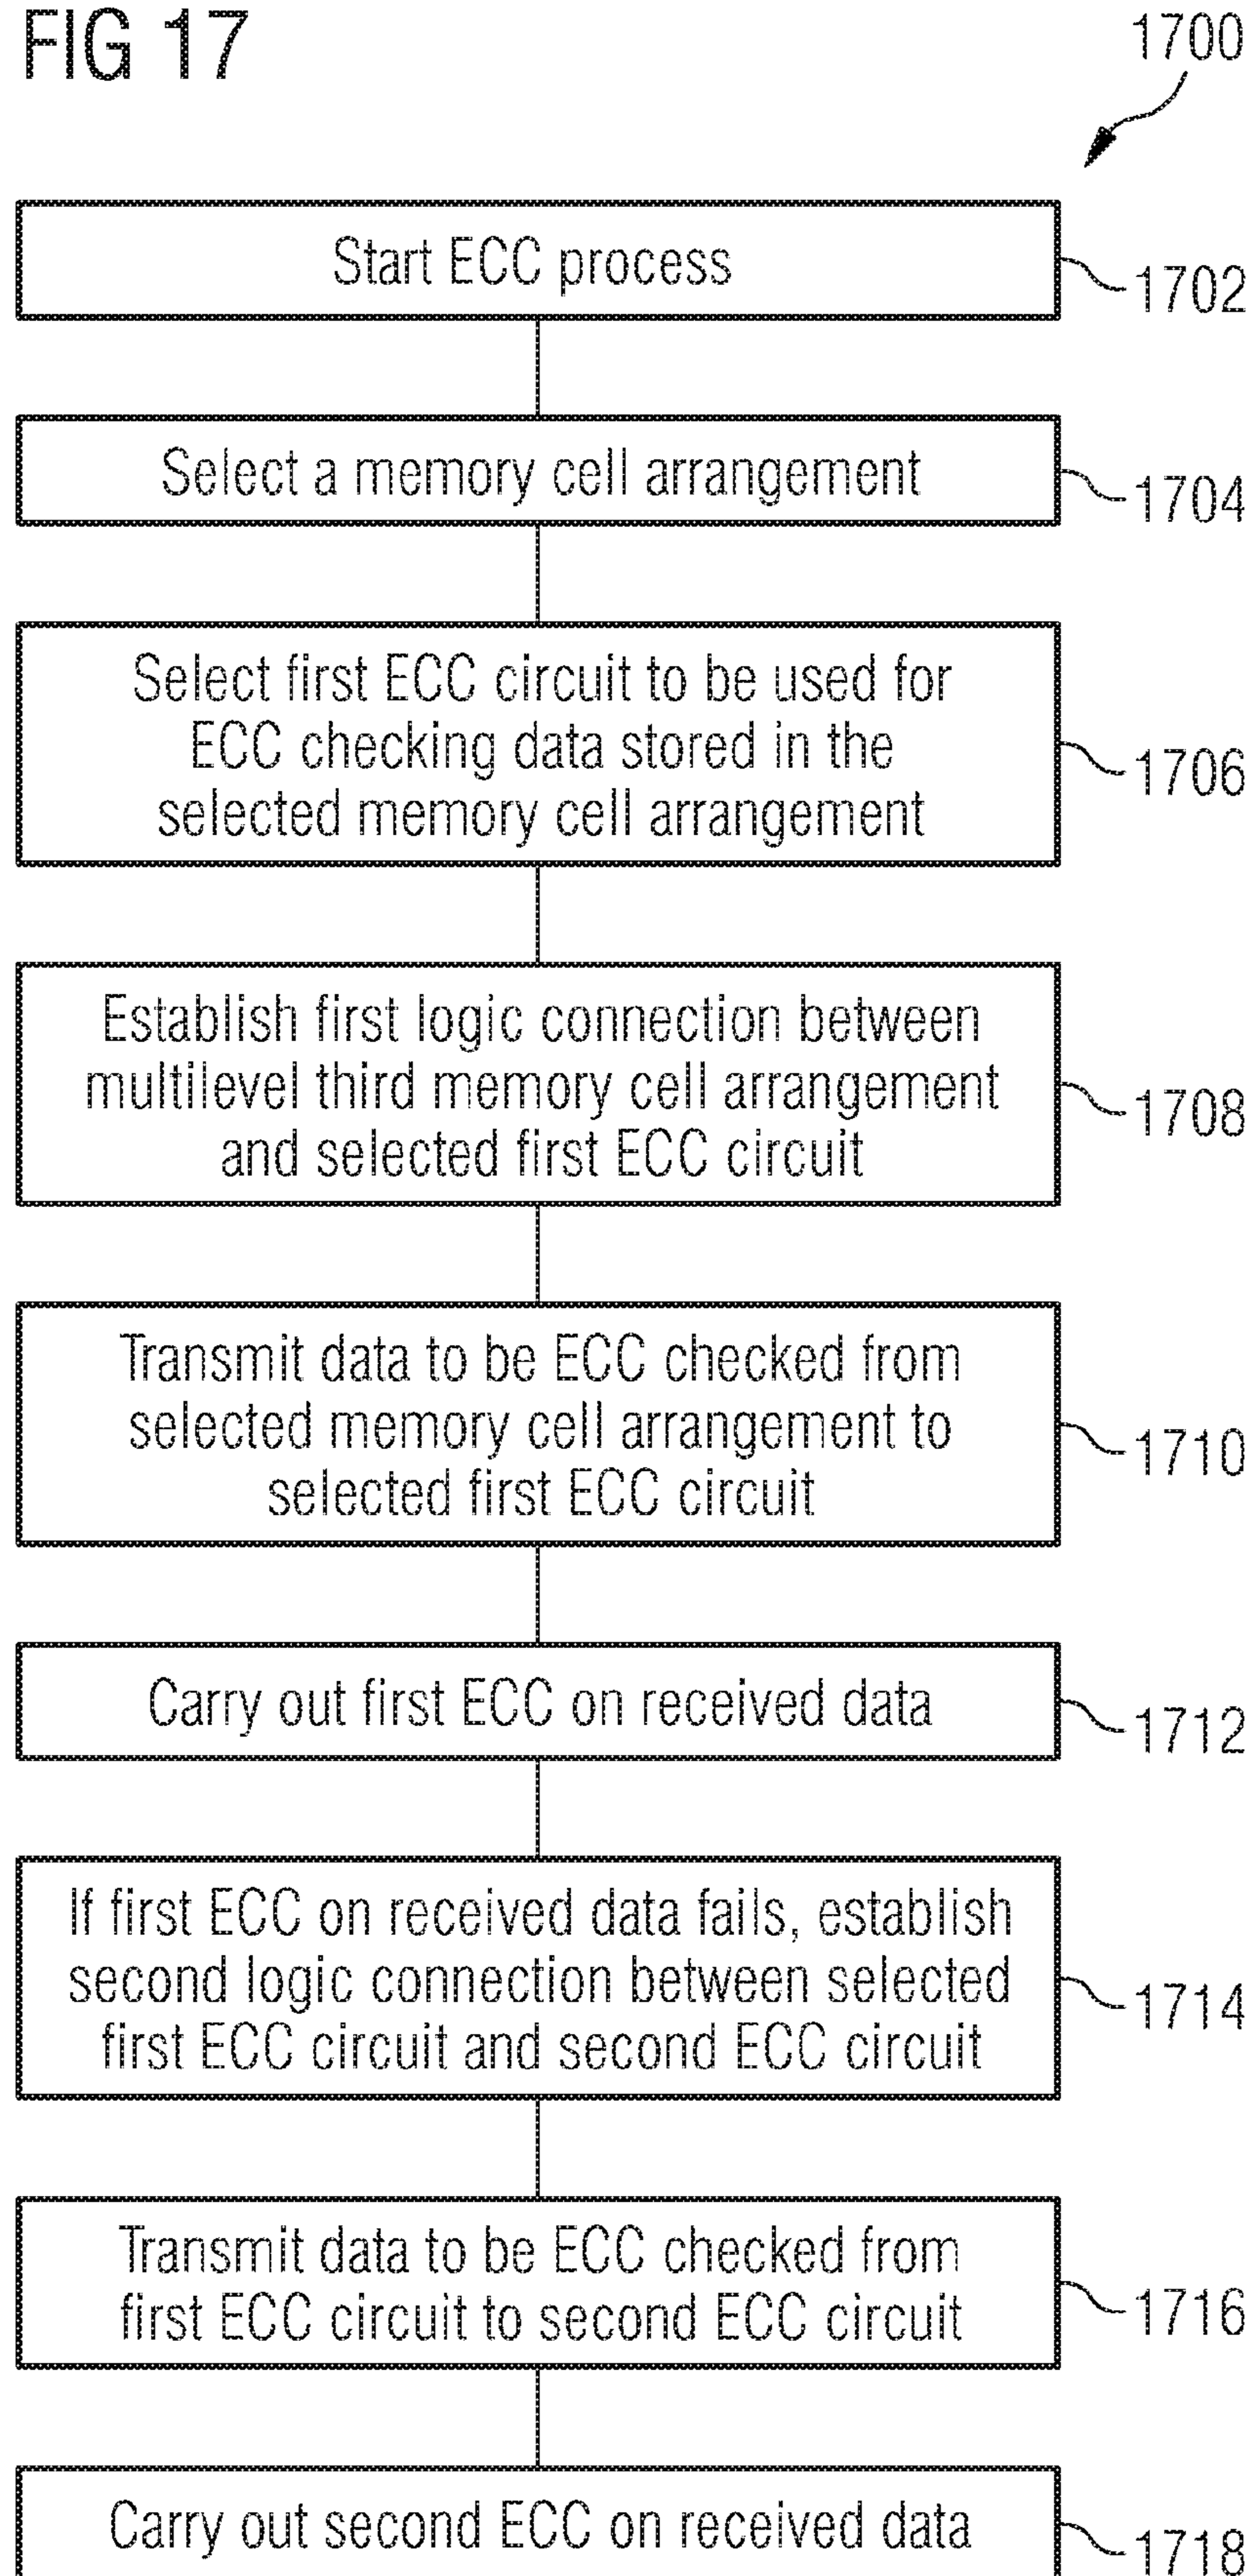 FIG 17
1700
Start ECC process
1702
Select a memory cell arrangement
1704
Select first ECC circuit to be used for
ECC checking data stored in the
selected memory cell arrangement
1706
Establish first logic connection between
multilevel third memory cell arrangement
and selected first ECC circuit
1708
Transmit data to be ECC checked from
selected memory cell arrangement to
selected first ECC circuit
1710
Carry out first ECC on received data
1712
If first ECC on received data fails, establish
second logic connection between selected
first ECC circuit and second ECC circuit
1714
Transmit data to be ECC checked from
first ECC circuit to second ECC circuit
1716
Carry out second ECC on received data
1718